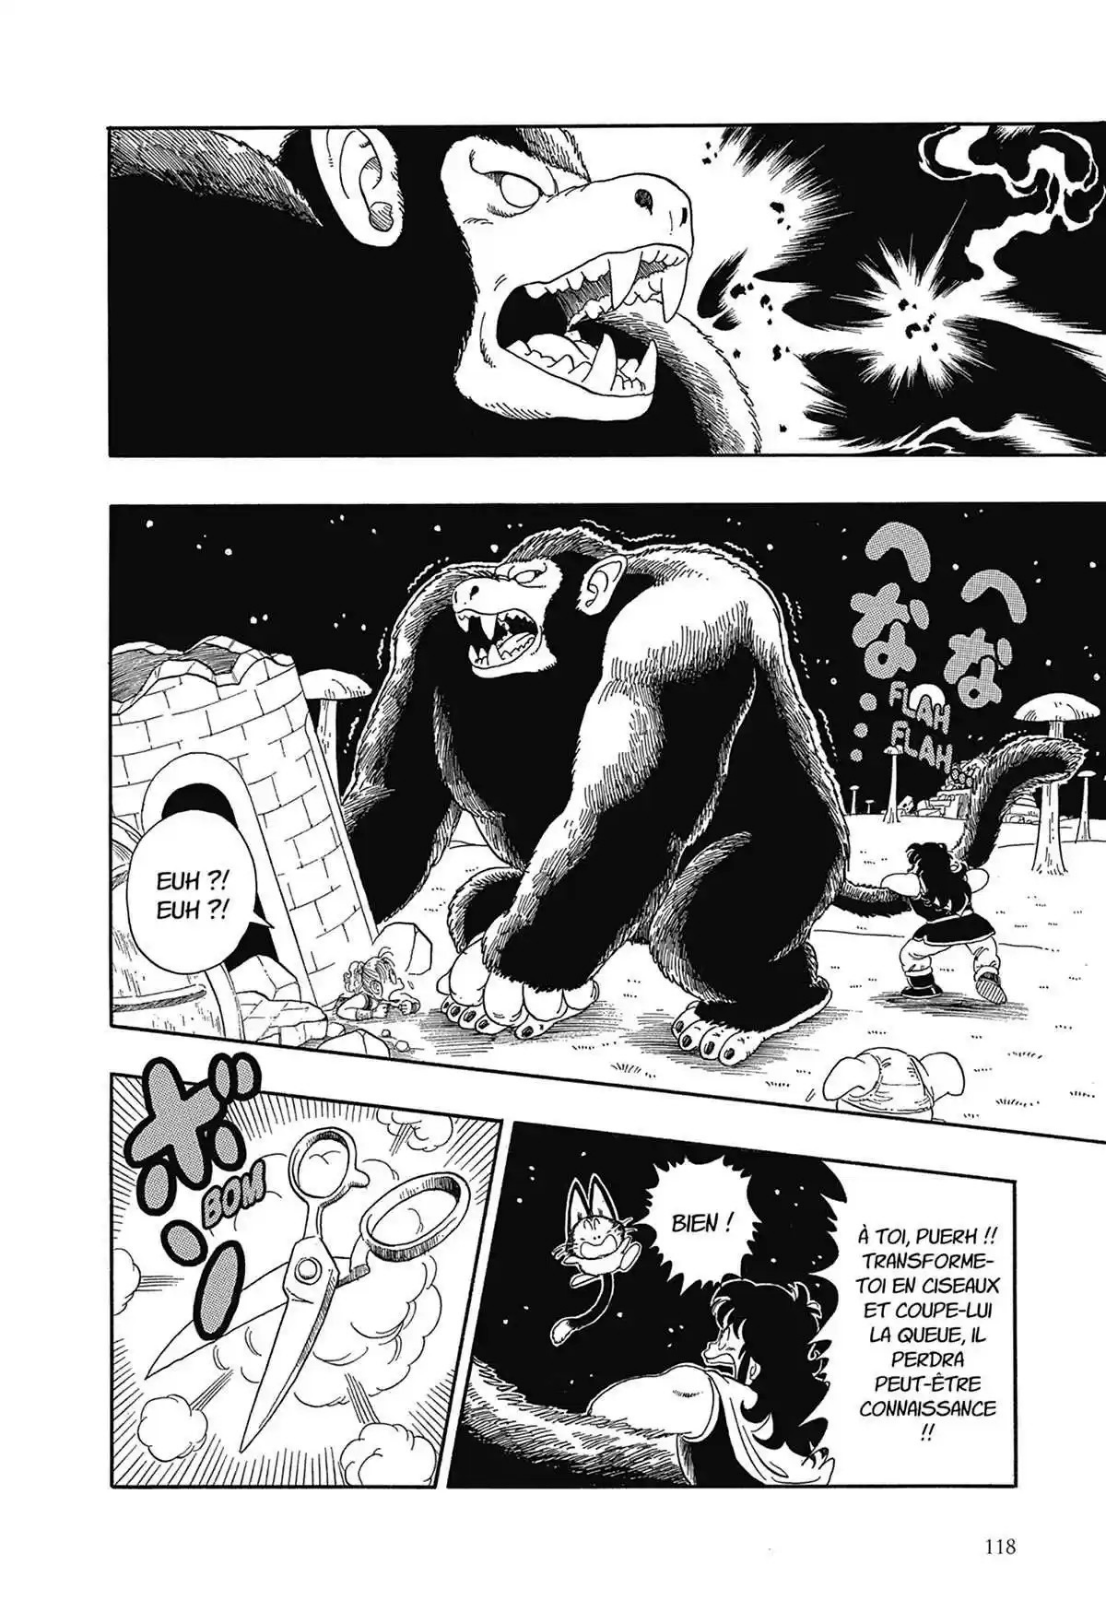 へなへな…
FLAH
FLAH
EUH ?!
EUH ?!
À TOI, PUERH !!
TRANSFORME-
TOI EN CISEAUX
ET COUPE-LUI
LA QUEUE, IL
PERDRA
PEUT-ÊTRE
CONNAISSANCE
!!
BIEN !
ボン
BOM
118